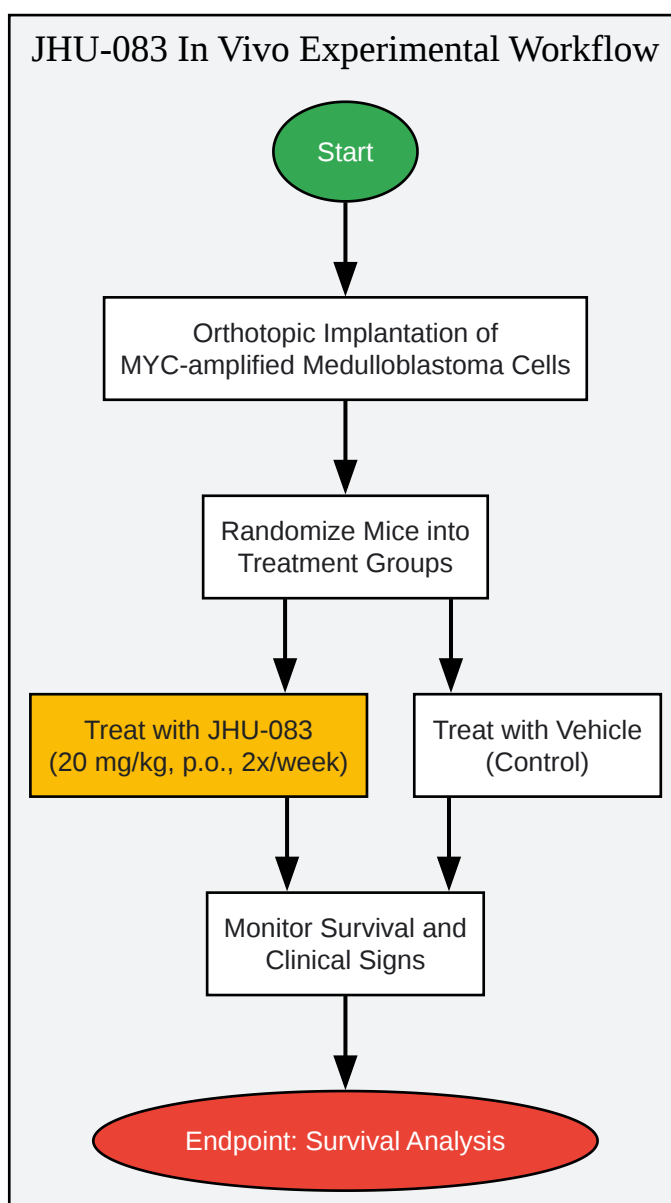 JHU-083 In Vivo Experimental Workflow
Start
Orthotopic Implantation of
MYC-amplified Medulloblastoma Cells
Randomize Mice into
Treatment Groups
Treat with JHU-083
(20 mg/kg, p.o., 2x/week)
Treat with Vehicle
(Control)
Monitor Survival and
Clinical Signs
Endpoint: Survival Analysis